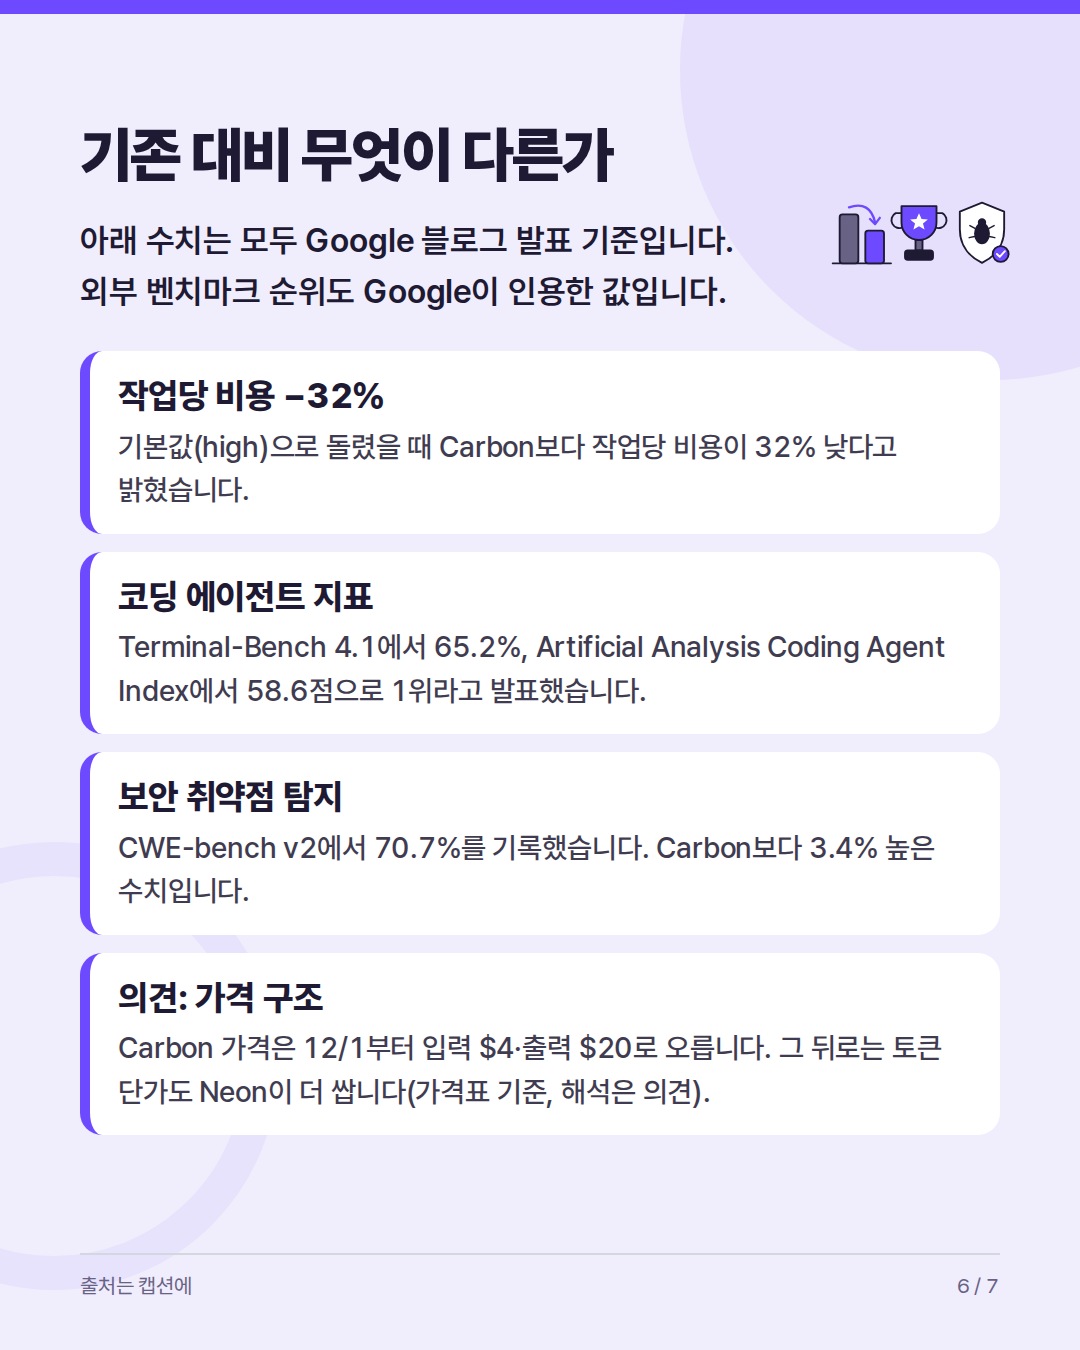 기존 대비 무엇이 다른가
아래 수치는 모두 Google 블로그 발표 기준입니다.
외부 벤치마크 순위도 Google이 인용한 값입니다.
작업당 비용 −32%
기본값(high)으로 돌렸을 때 Carbon보다 작업당 비용이 32% 낮다고
밝혔습니다.
코딩 에이전트 지표
Terminal-Bench 4.1에서 65.2%, Artificial Analysis Coding Agent
Index에서 58.6점으로 1위라고 발표했습니다.
보안 취약점 탐지
CWE-bench v2에서 70.7%를 기록했습니다. Carbon보다 3.4% 높은
수치입니다.
의견: 가격 구조
Carbon 가격은 12/1부터 입력 $4·출력 $20로 오릅니다. 그 뒤로는 토큰
단가도 Neon이 더 쌉니다(가격표 기준, 해석은 의견).
출처는 캡션에
6 / 7